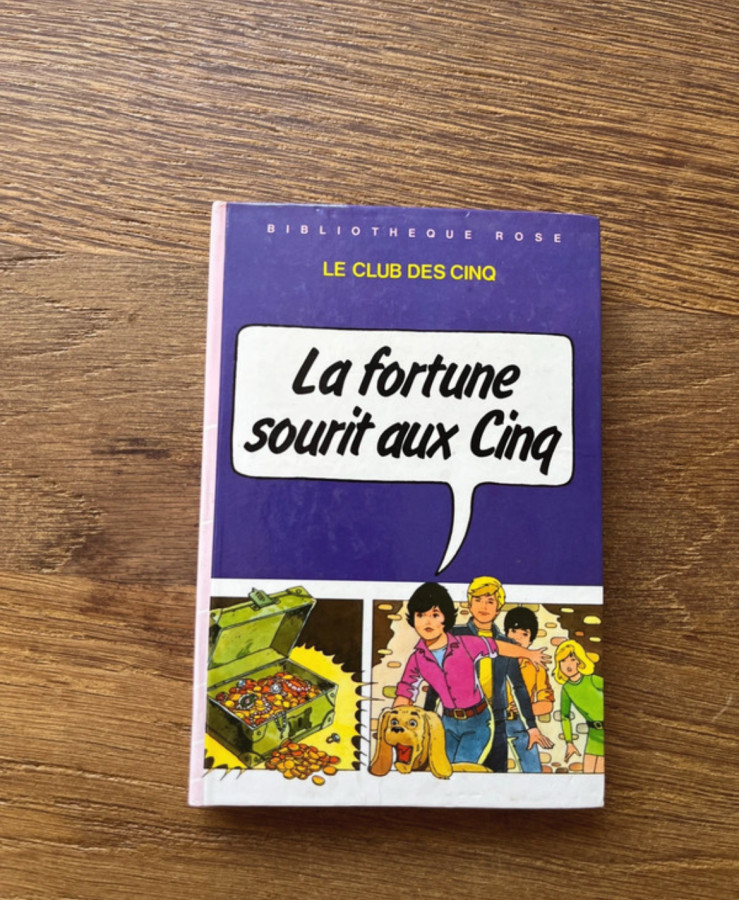 BIBLIOTHEQUE ROSE
LE CLUB DES CINQ
La fortune
sourit aux Cinq